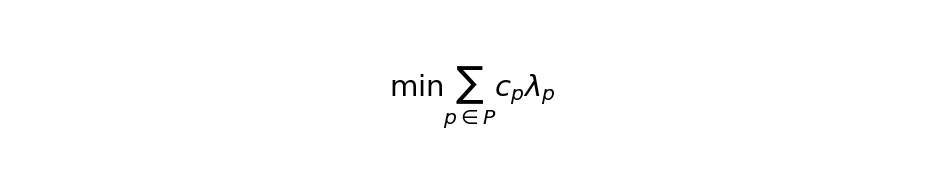 min ∑_{p ∈ P} c_p λ_p